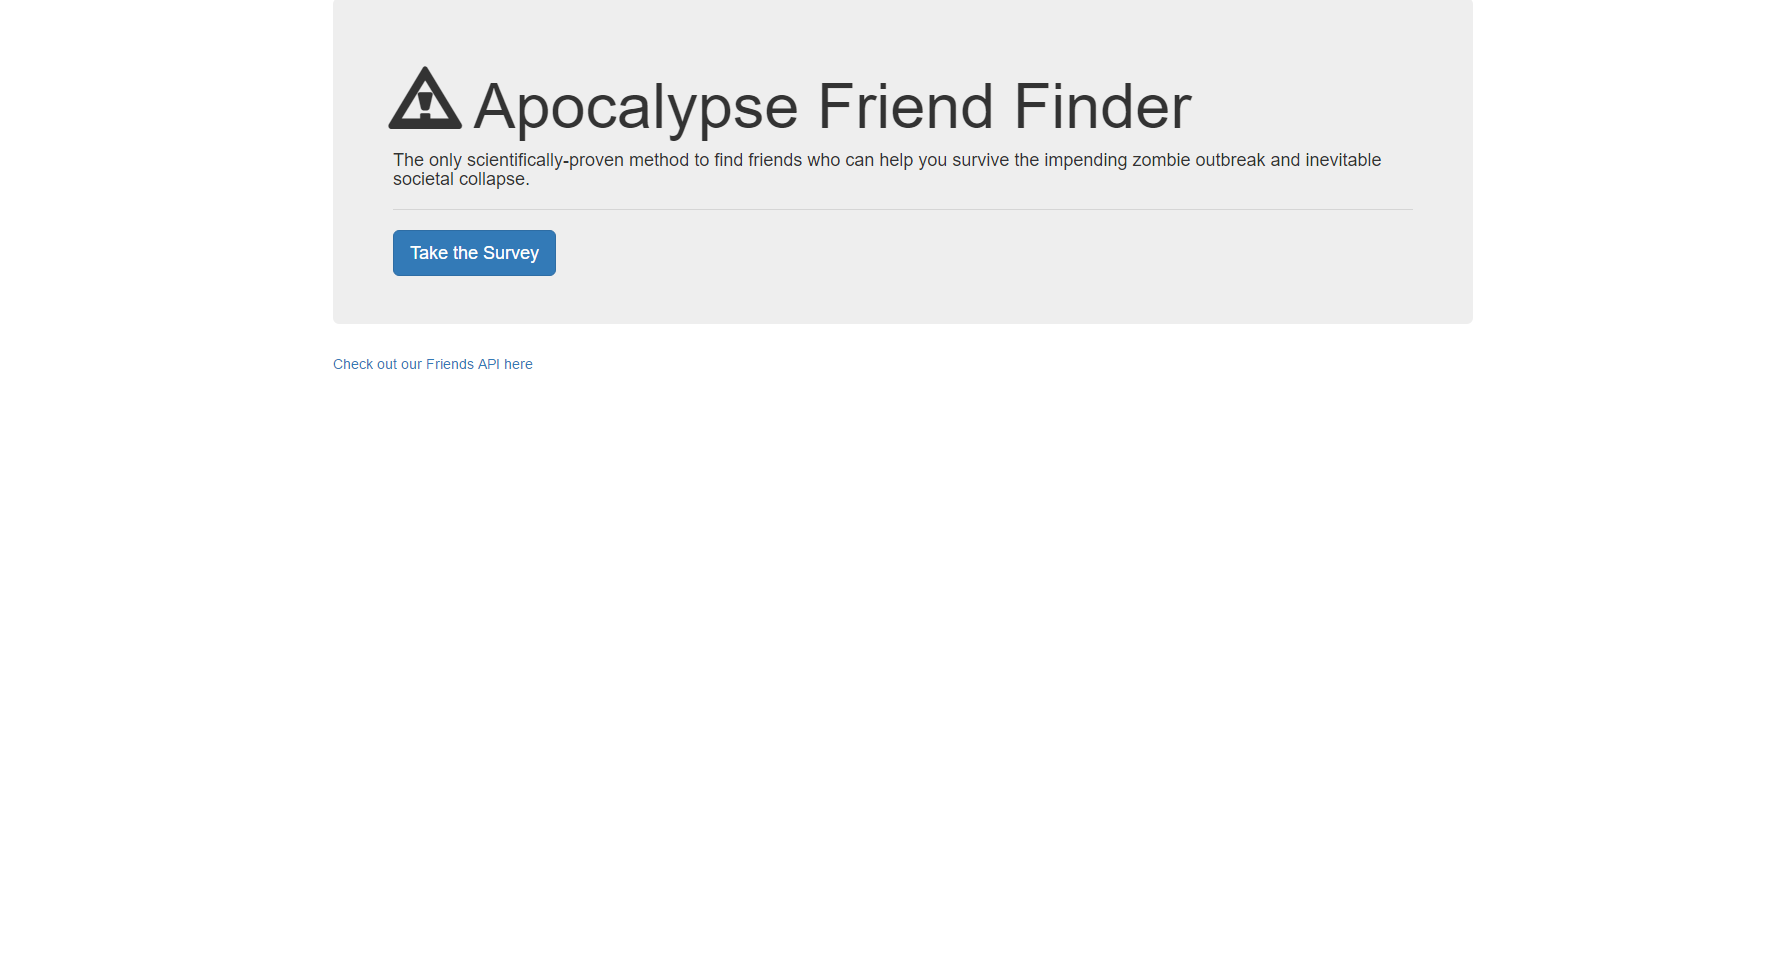 Apocalypse Friend Finder
The only scientifically-proven method to find friends who can help you survive the impending zombie outbreak and inevitable
societal collapse.
Take the Survey
Check out our Friends API here